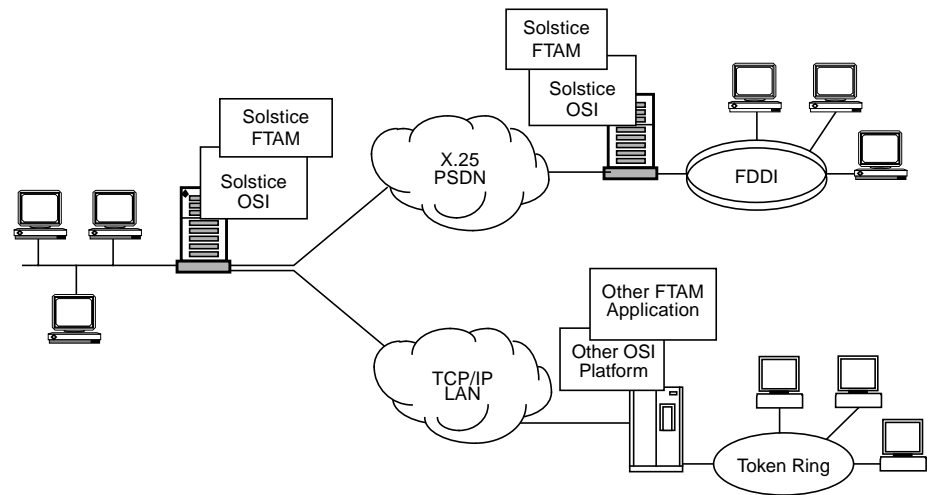 Solstice
FTAM
Solstice
OSI
X.25
PSDN
Solstice
FTAM
Solstice
OSI
FDDI
TCP/IP
LAN
Other FTAM
Application
Other OSI
Platform
Token Ring